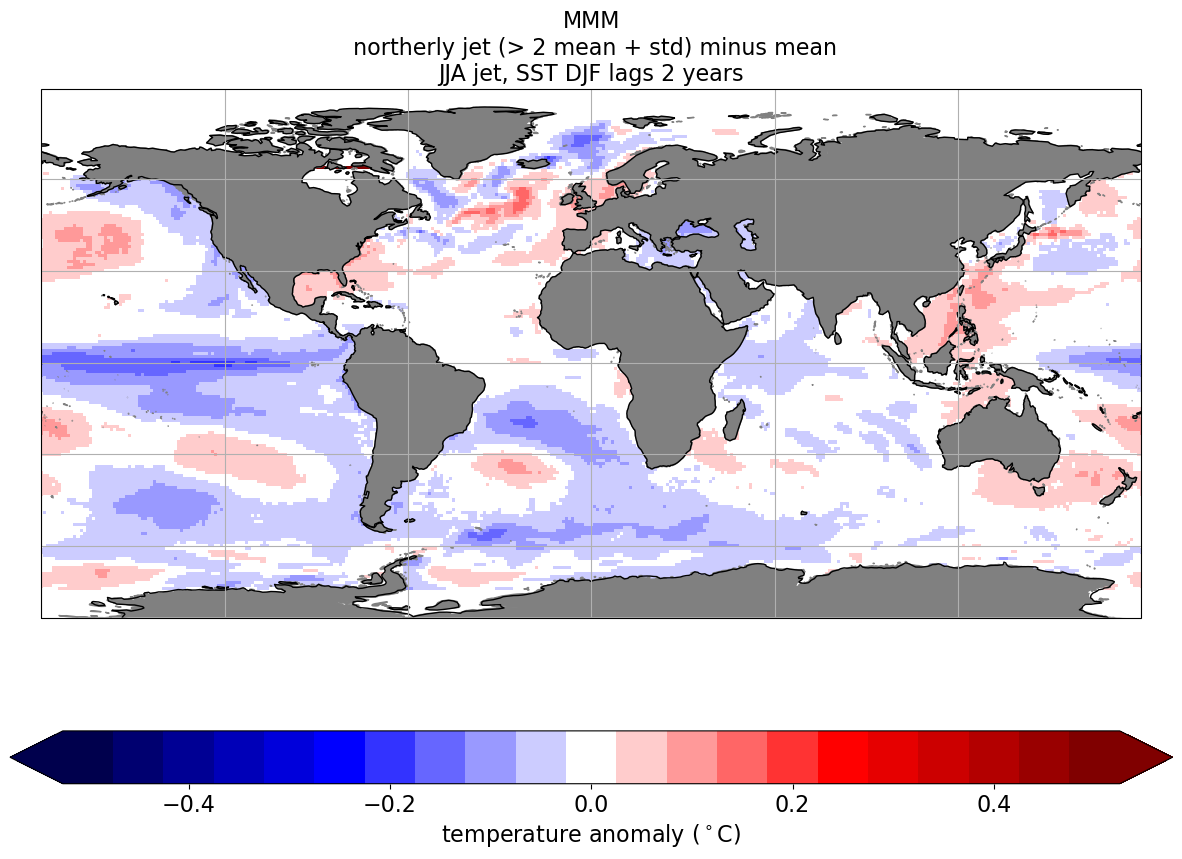 MMM
northerly jet (> 2 mean + std) minus mean
JJA jet, SST DJF lags 2 years
−0.4 −0.2 0.0 0.2 0.4
temperature anomaly (°C)